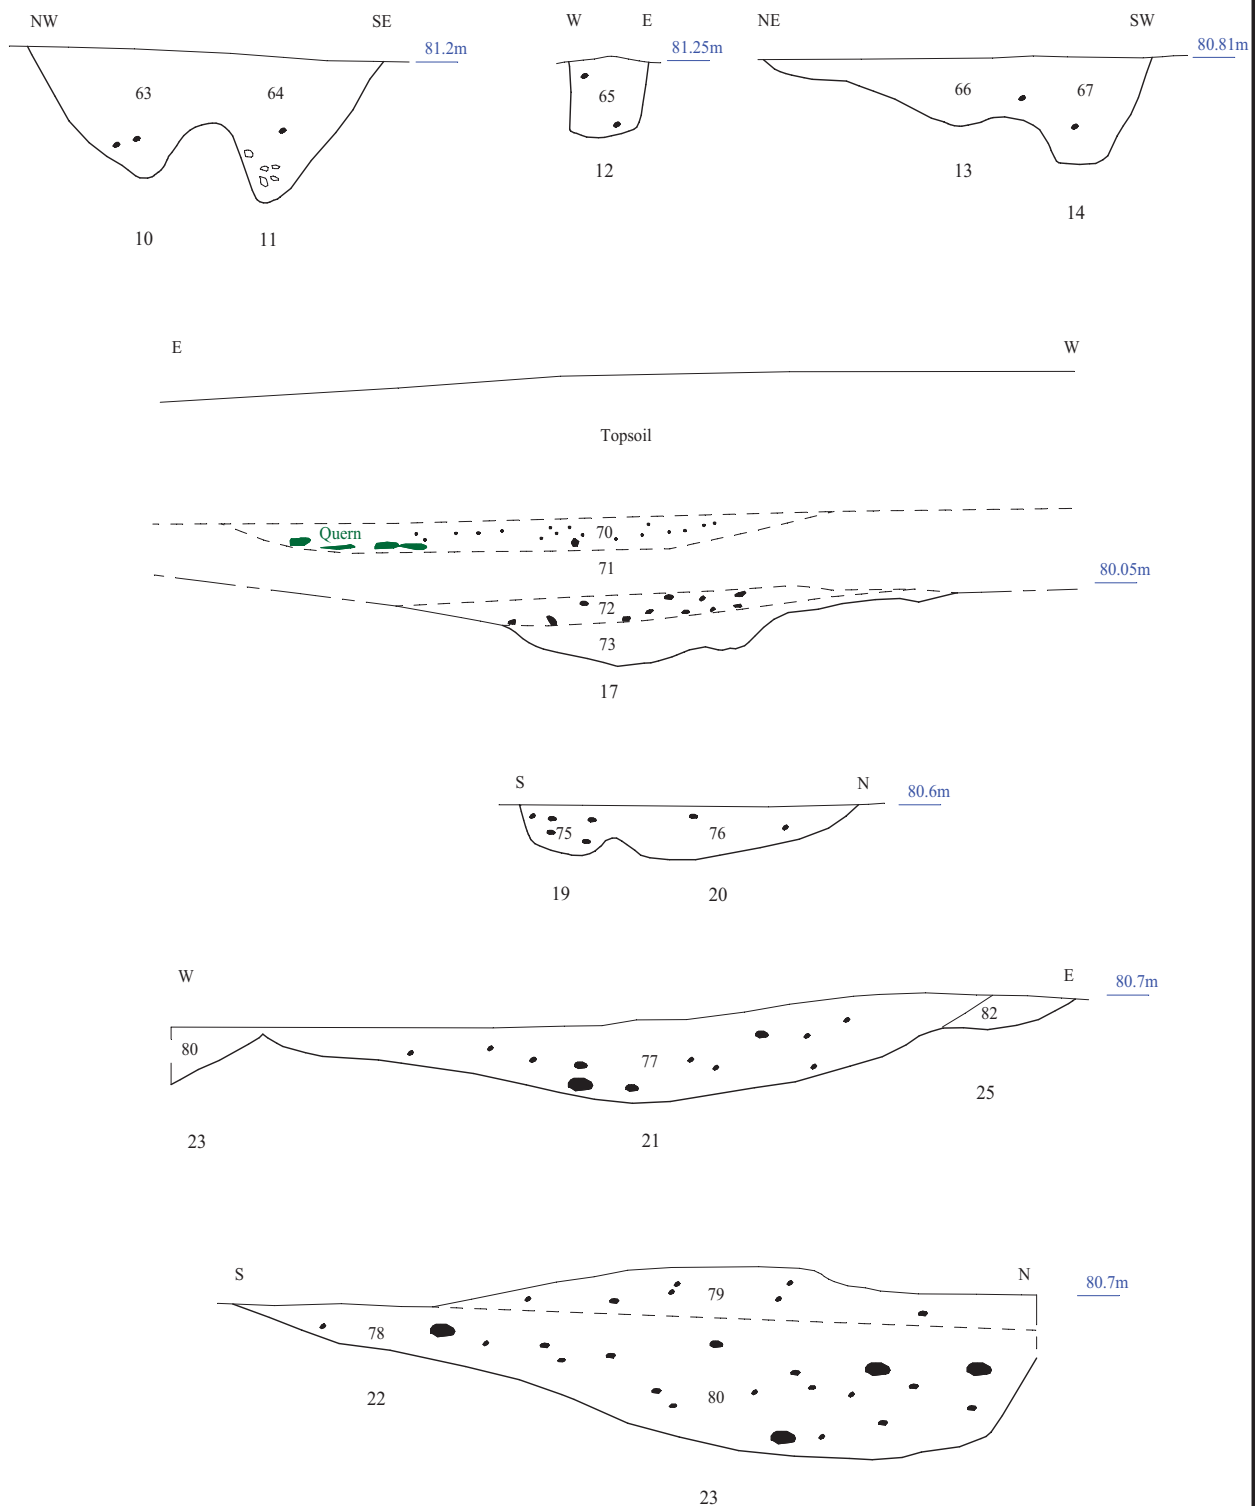 NW SE 81.2m W E 81.25m NE SW 80.81m
63 64 65 66 67
12 13
14
10 11
E W
Topsoil
Quern 70
71 80.05m
72
73
17
S N 80.6m
75 76
19 20
W E 80.7m
82
80 77
25
23 21
S N 80.7m
79
78
80
22
23